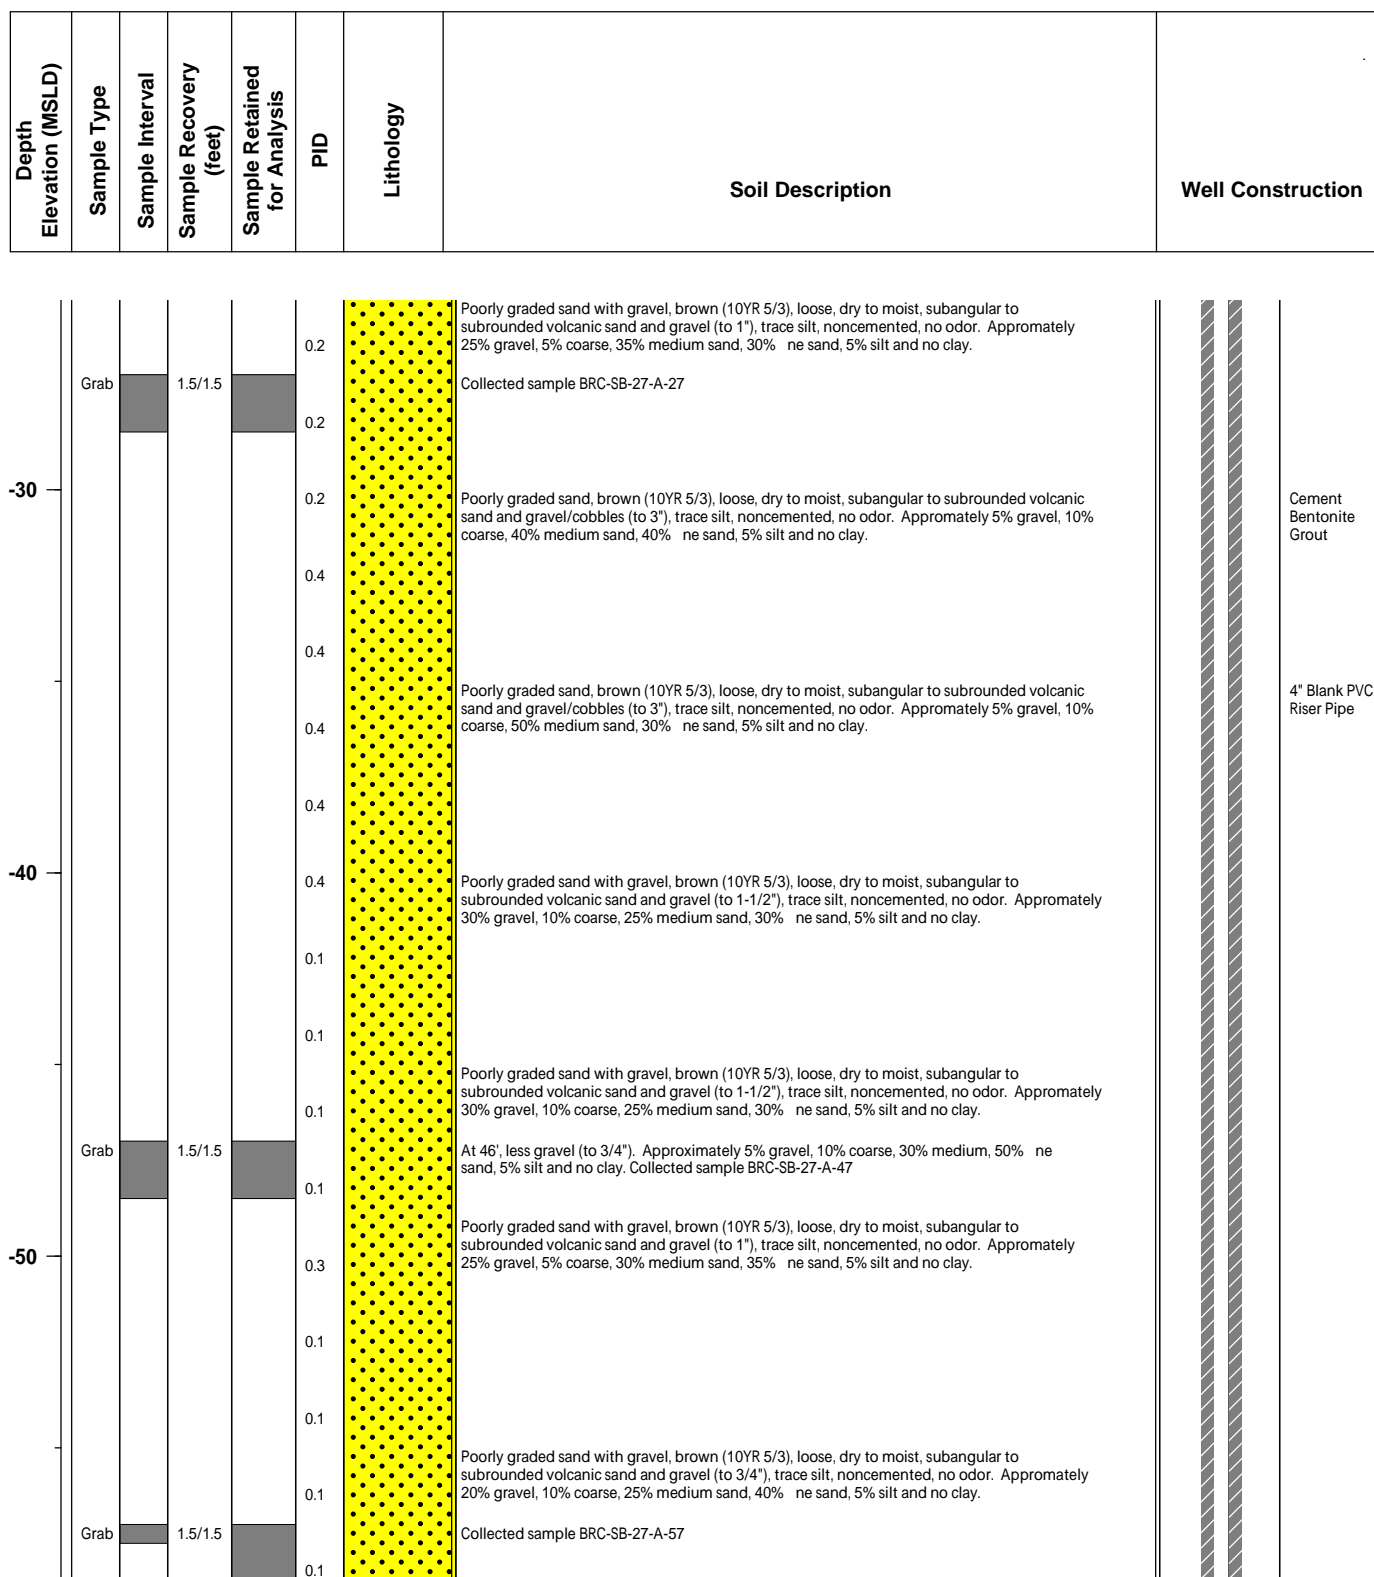 Depth
Elevation (MSLD)
Sample Type
Sample Interval
Sample Recovery
(feet)
Sample Retained
for Analysis
PID
Lithology
Soil Description
Well Construction
Poorly graded sand with gravel, brown (10YR 5/3), loose, dry to moist, subangular to
subrounded volcanic sand and gravel (to 1"), trace silt, noncemented, no odor. Appromately
0.2
25% gravel, 5% coarse, 35% medium sand, 30% ne sand, 5% silt and no clay.
Grab
1.5/1.5
Collected sample BRC-SB-27-A-27
0.2
-30
0.2
Poorly graded sand, brown (10YR 5/3), loose, dry to moist, subangular to subrounded volcanic
sand and gravel/cobbles (to 3"), trace silt, noncemented, no odor. Appromately 5% gravel, 10%
coarse, 40% medium sand, 40% ne sand, 5% silt and no clay.
Cement
Bentonite
Grout
0.4
0.4
Poorly graded sand, brown (10YR 5/3), loose, dry to moist, subangular to subrounded volcanic
sand and gravel/cobbles (to 3"), trace silt, noncemented, no odor. Appromately 5% gravel, 10%
coarse, 50% medium sand, 30% ne sand, 5% silt and no clay.
4" Blank PVC
Riser Pipe
0.4
0.4
-40
0.4
Poorly graded sand with gravel, brown (10YR 5/3), loose, dry to moist, subangular to
subrounded volcanic sand and gravel (to 1-1/2"), trace silt, noncemented, no odor. Appromately
30% gravel, 10% coarse, 25% medium sand, 30% ne sand, 5% silt and no clay.
0.1
0.1
Poorly graded sand with gravel, brown (10YR 5/3), loose, dry to moist, subangular to
subrounded volcanic sand and gravel (to 1-1/2"), trace silt, noncemented, no odor. Appromately
30% gravel, 10% coarse, 25% medium sand, 30% ne sand, 5% silt and no clay.
0.1
Grab
1.5/1.5
At 46', less gravel (to 3/4"). Approximately 5% gravel, 10% coarse, 30% medium, 50% ne
sand, 5% silt and no clay. Collected sample BRC-SB-27-A-47
0.1
Poorly graded sand with gravel, brown (10YR 5/3), loose, dry to moist, subangular to
subrounded volcanic sand and gravel (to 1"), trace silt, noncemented, no odor. Appromately
25% gravel, 5% coarse, 30% medium sand, 35% ne sand, 5% silt and no clay.
-50
0.3
0.1
0.1
Poorly graded sand with gravel, brown (10YR 5/3), loose, dry to moist, subangular to
subrounded volcanic sand and gravel (to 3/4"), trace silt, noncemented, no odor. Appromately
20% gravel, 10% coarse, 25% medium sand, 40% ne sand, 5% silt and no clay.
0.1
Grab
1.5/1.5
Collected sample BRC-SB-27-A-57
0.1